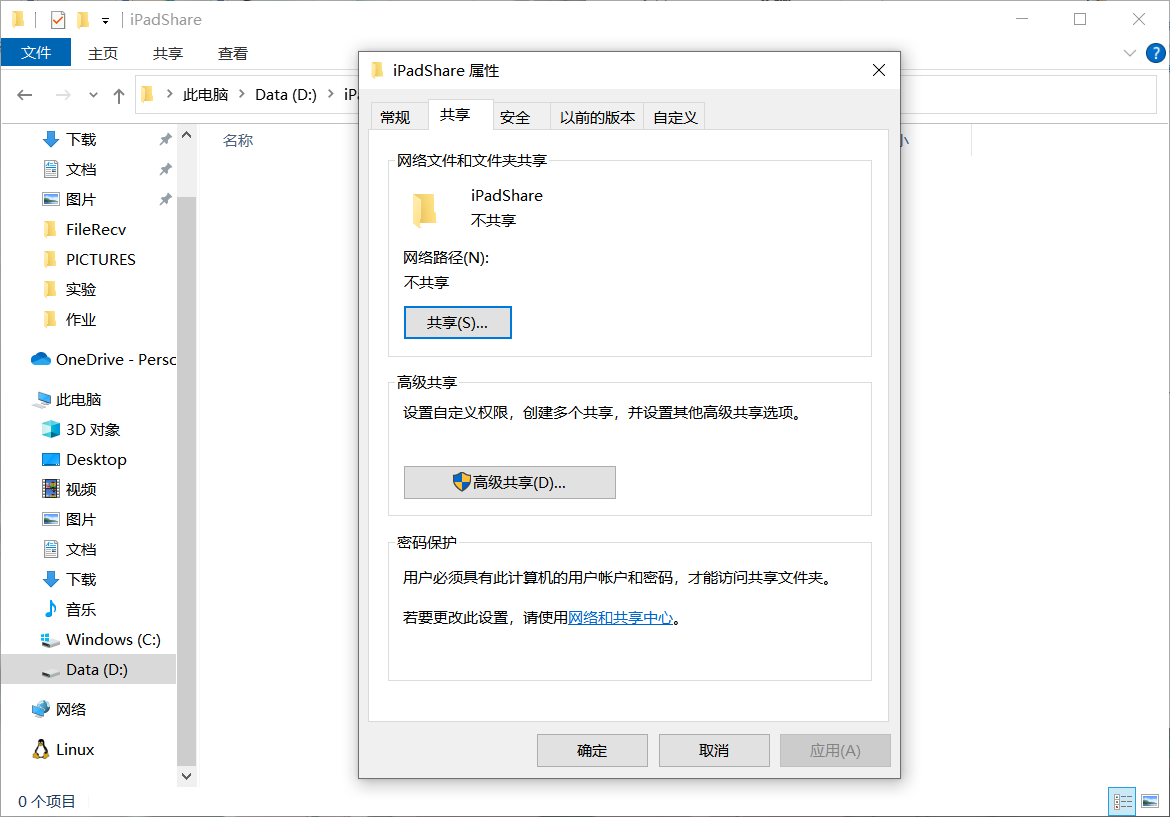 iPadShare
文件 主页 共享 查看
此电脑 Data (D:) iPa
下载
文档
图片
FileRecv
PICTURES
实验
作业
OneDrive - Perso
此电脑
3D 对象
Desktop
视频
图片
文档
下载
音乐
Windows (C:)
Data (D:)
网络
Linux
0 个项目
名称
小
iPadShare 属性
常规 共享 安全 以前的版本 自定义
网络文件和文件夹共享
iPadShare
不共享
网络路径(N):
不共享
共享(S)...
高级共享
设置自定义权限，创建多个共享，并设置其他高级共享选项。
高级共享(D)...
密码保护
用户必须具有此计算机的用户帐户和密码，才能访问共享文件夹。
若要更改此设置，请使用网络和共享中心。
确定 取消 应用(A)